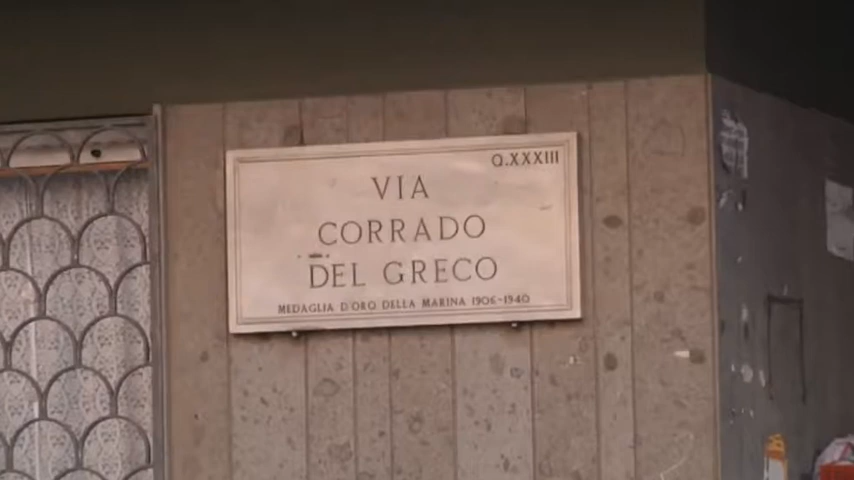 Q.XXXIII
VIA
CORRADO
DEL GRECO
MEDAGLIA D'ORO DELLA MARINA 1906-1940